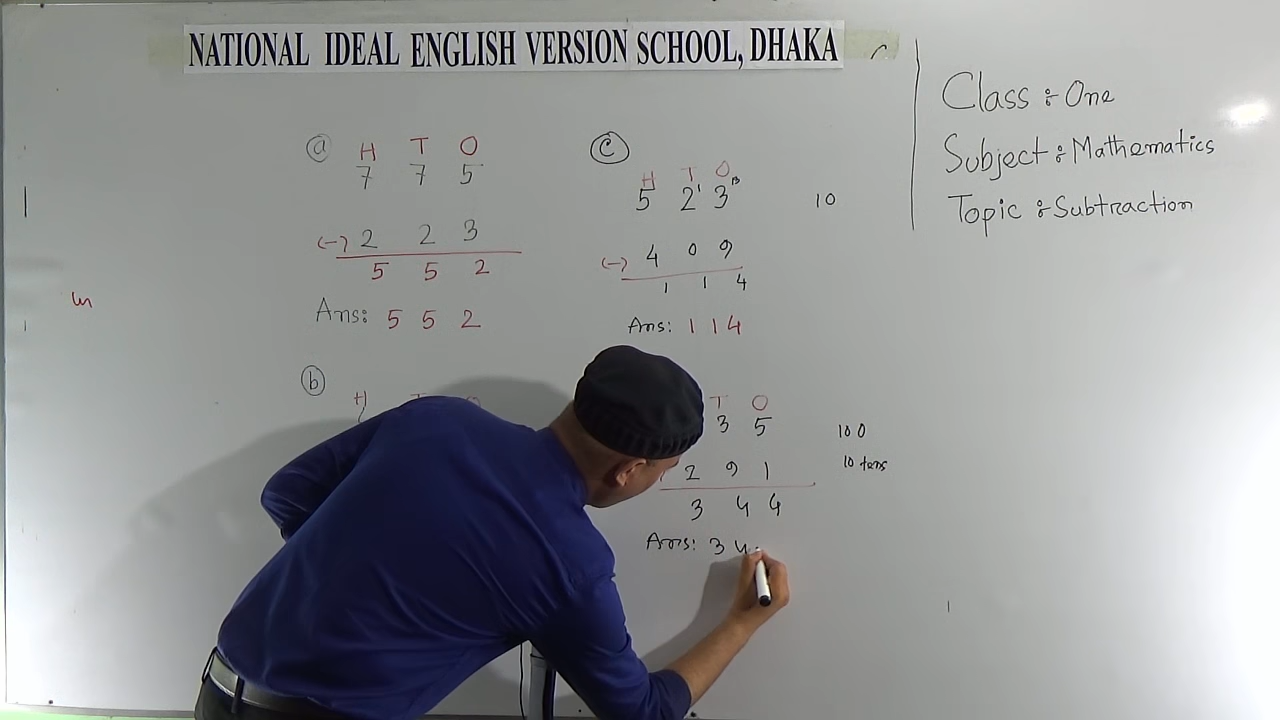 NATIONAL IDEAL ENGLISH VERSION SCHOOL, DHAKA
Class : One
Subject : Mathematics
Topic : Subtraction
a
H T O
7 7 5
(-) 2 2 3
5 5 2
Ans: 5 5 2
b
H
c
H T O
5 2 1 3 13
10
(-) 4 0 9
1 1 4
Ans: 1 1 4
T O
3 5
100
10 tens
2 9 1
3 4 4
Ans: 3 4